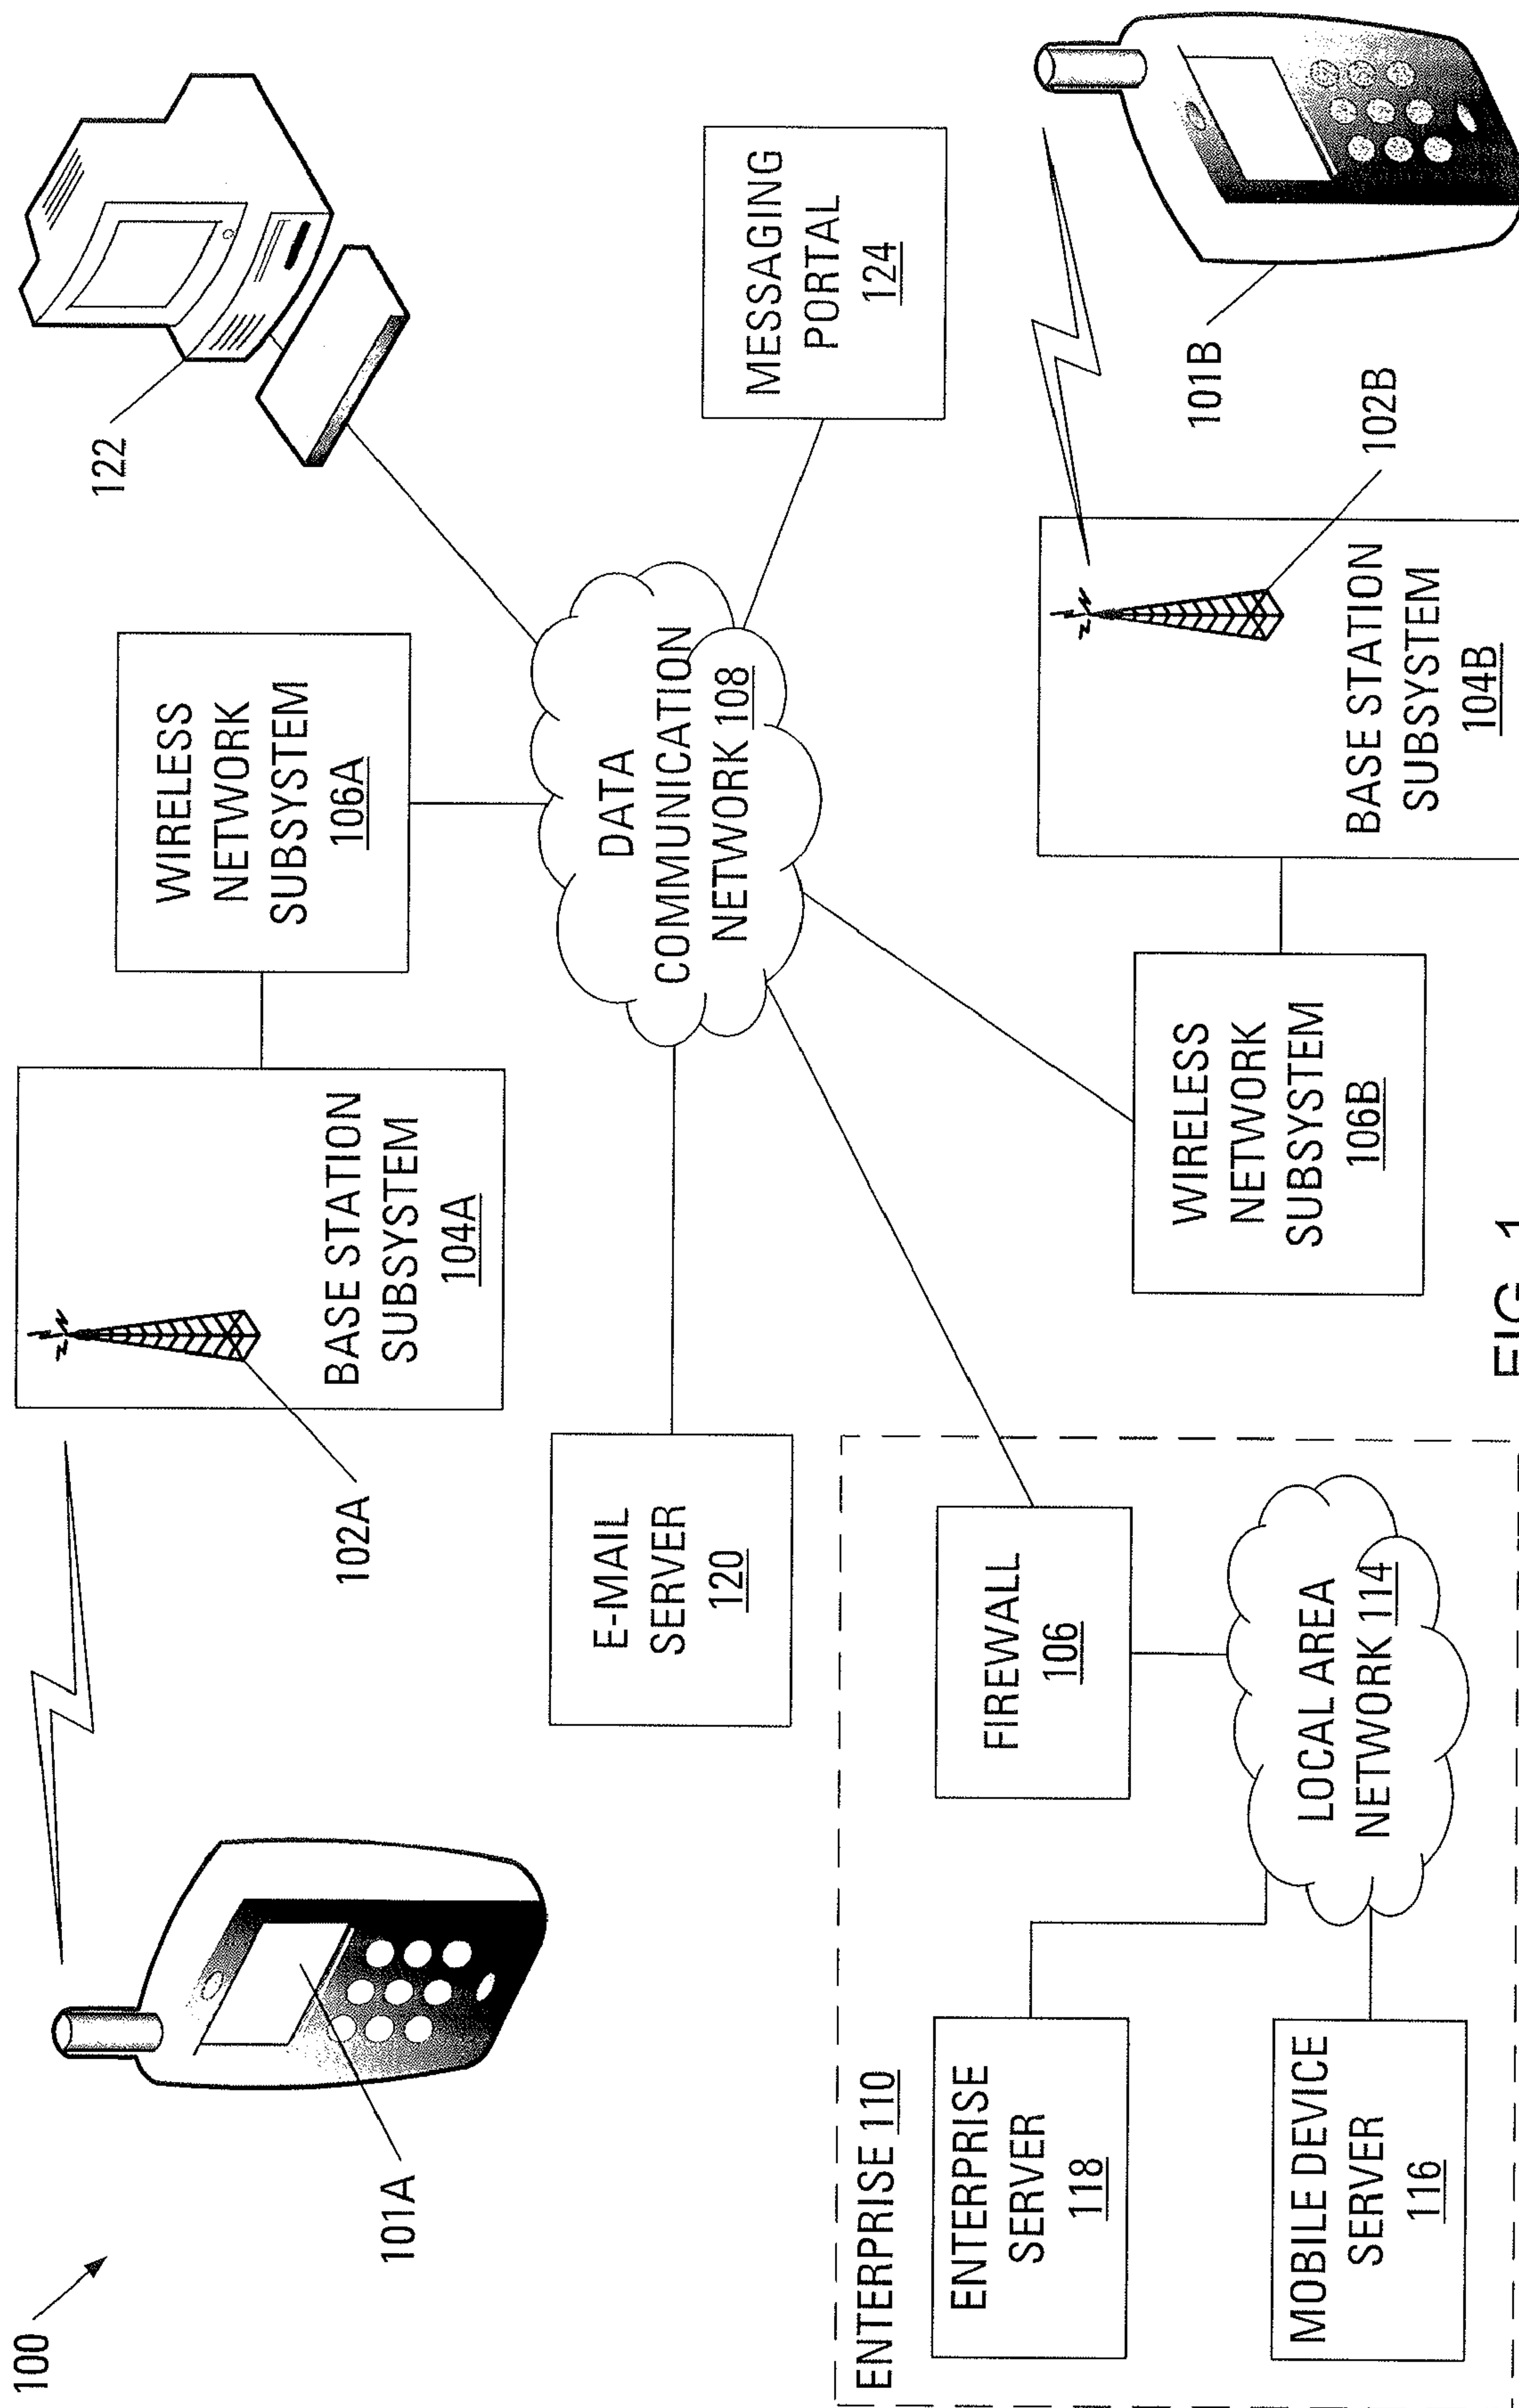 100
101A
102A
BASE STATION
SUBSYSTEM
104A
WIRELESS
NETWORK
SUBSYSTEM
106A
122
E-MAIL
SERVER
120
DATA
COMMUNICATION
NETWORK 108
MESSAGING
PORTAL
124
ENTERPRISE 110
ENTERPRISE
SERVER
118
MOBILE DEVICE
SERVER
116
FIREWALL
106
LOCAL AREA
NETWORK 114
WIRELESS
NETWORK
SUBSYSTEM
106B
BASE STATION
SUBSYSTEM
104B
102B
101B
FIG. 1